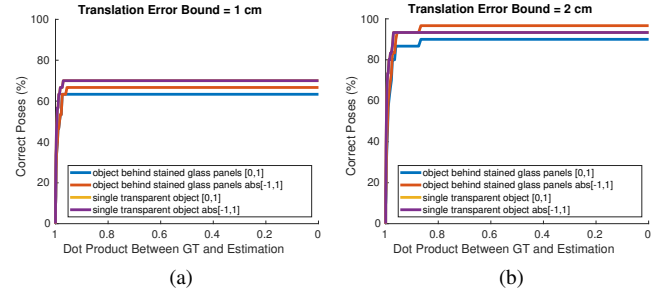 Translation Error Bound = 1 cm
100
80
60
40
20
0
Correct Poses (%)
object behind stained glass panels [0,1]
object behind stained glass panels abs[-1,1]
single transparent object [0,1]
single transparent object abs[-1,1]
1 0.8 0.6 0.4 0.2 0
Dot Product Between GT and Estimation
(a)
Translation Error Bound = 2 cm
100
80
60
40
20
0
Correct Poses (%)
object behind stained glass panels [0,1]
object behind stained glass panels abs[-1,1]
single transparent object [0,1]
single transparent object abs[-1,1]
1 0.8 0.6 0.4 0.2 0
Dot Product Between GT and Estimation
(b)